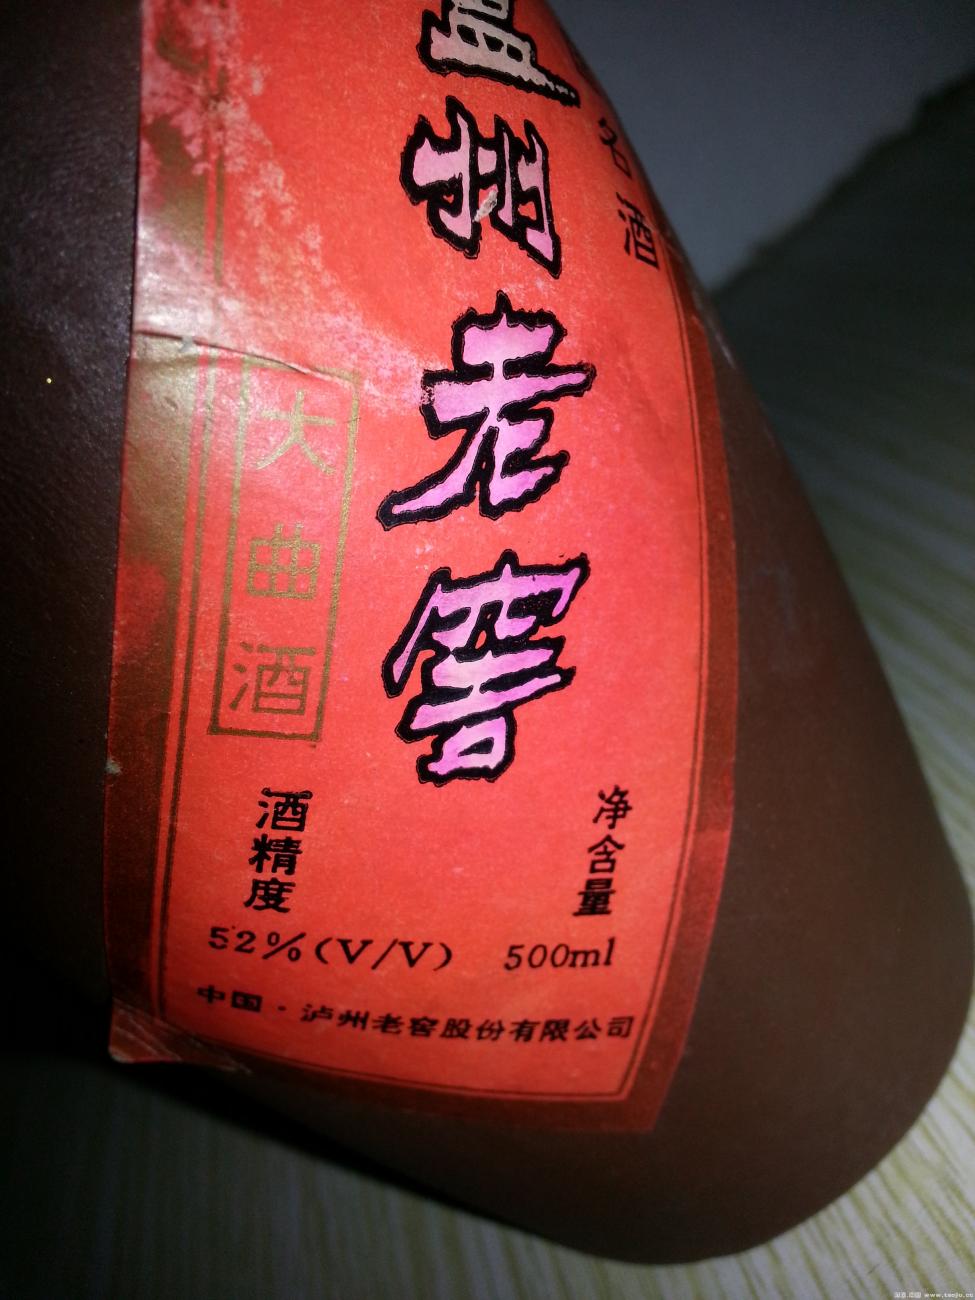 名酒
州老窖
大曲酒
酒精度
52%(V/V)
净含量
500ml
中国·泸州老窖股份有限公司